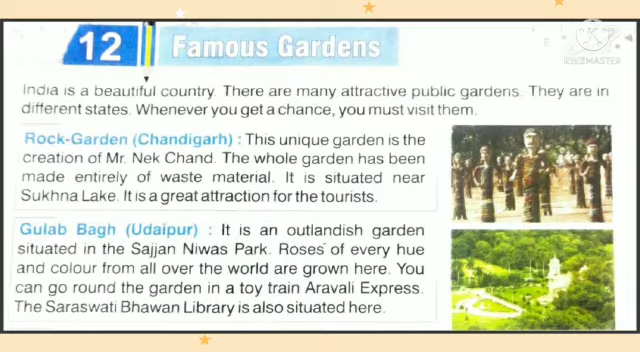 12 Famous Gardens
KINEMASTER
India is a beautiful country. There are many attractive public gardens. They are in
different states. Whenever you get a chance, you must visit them.
Rock-Garden (Chandigarh) : This unique garden is the
creation of Mr. Nek Chand. The whole garden has been
made entirely of waste material. It is situated near
Sukhna Lake. It is a great attraction for the tourists.
Gulab Bagh (Udaipur) : It is an outlandish garden
situated in the Sajjan Niwas Park. Roses of every hue
and colour from all over the world are grown here. You
can go round the garden in a toy train Aravali Express.
The Saraswati Bhawan Library is also situated here.